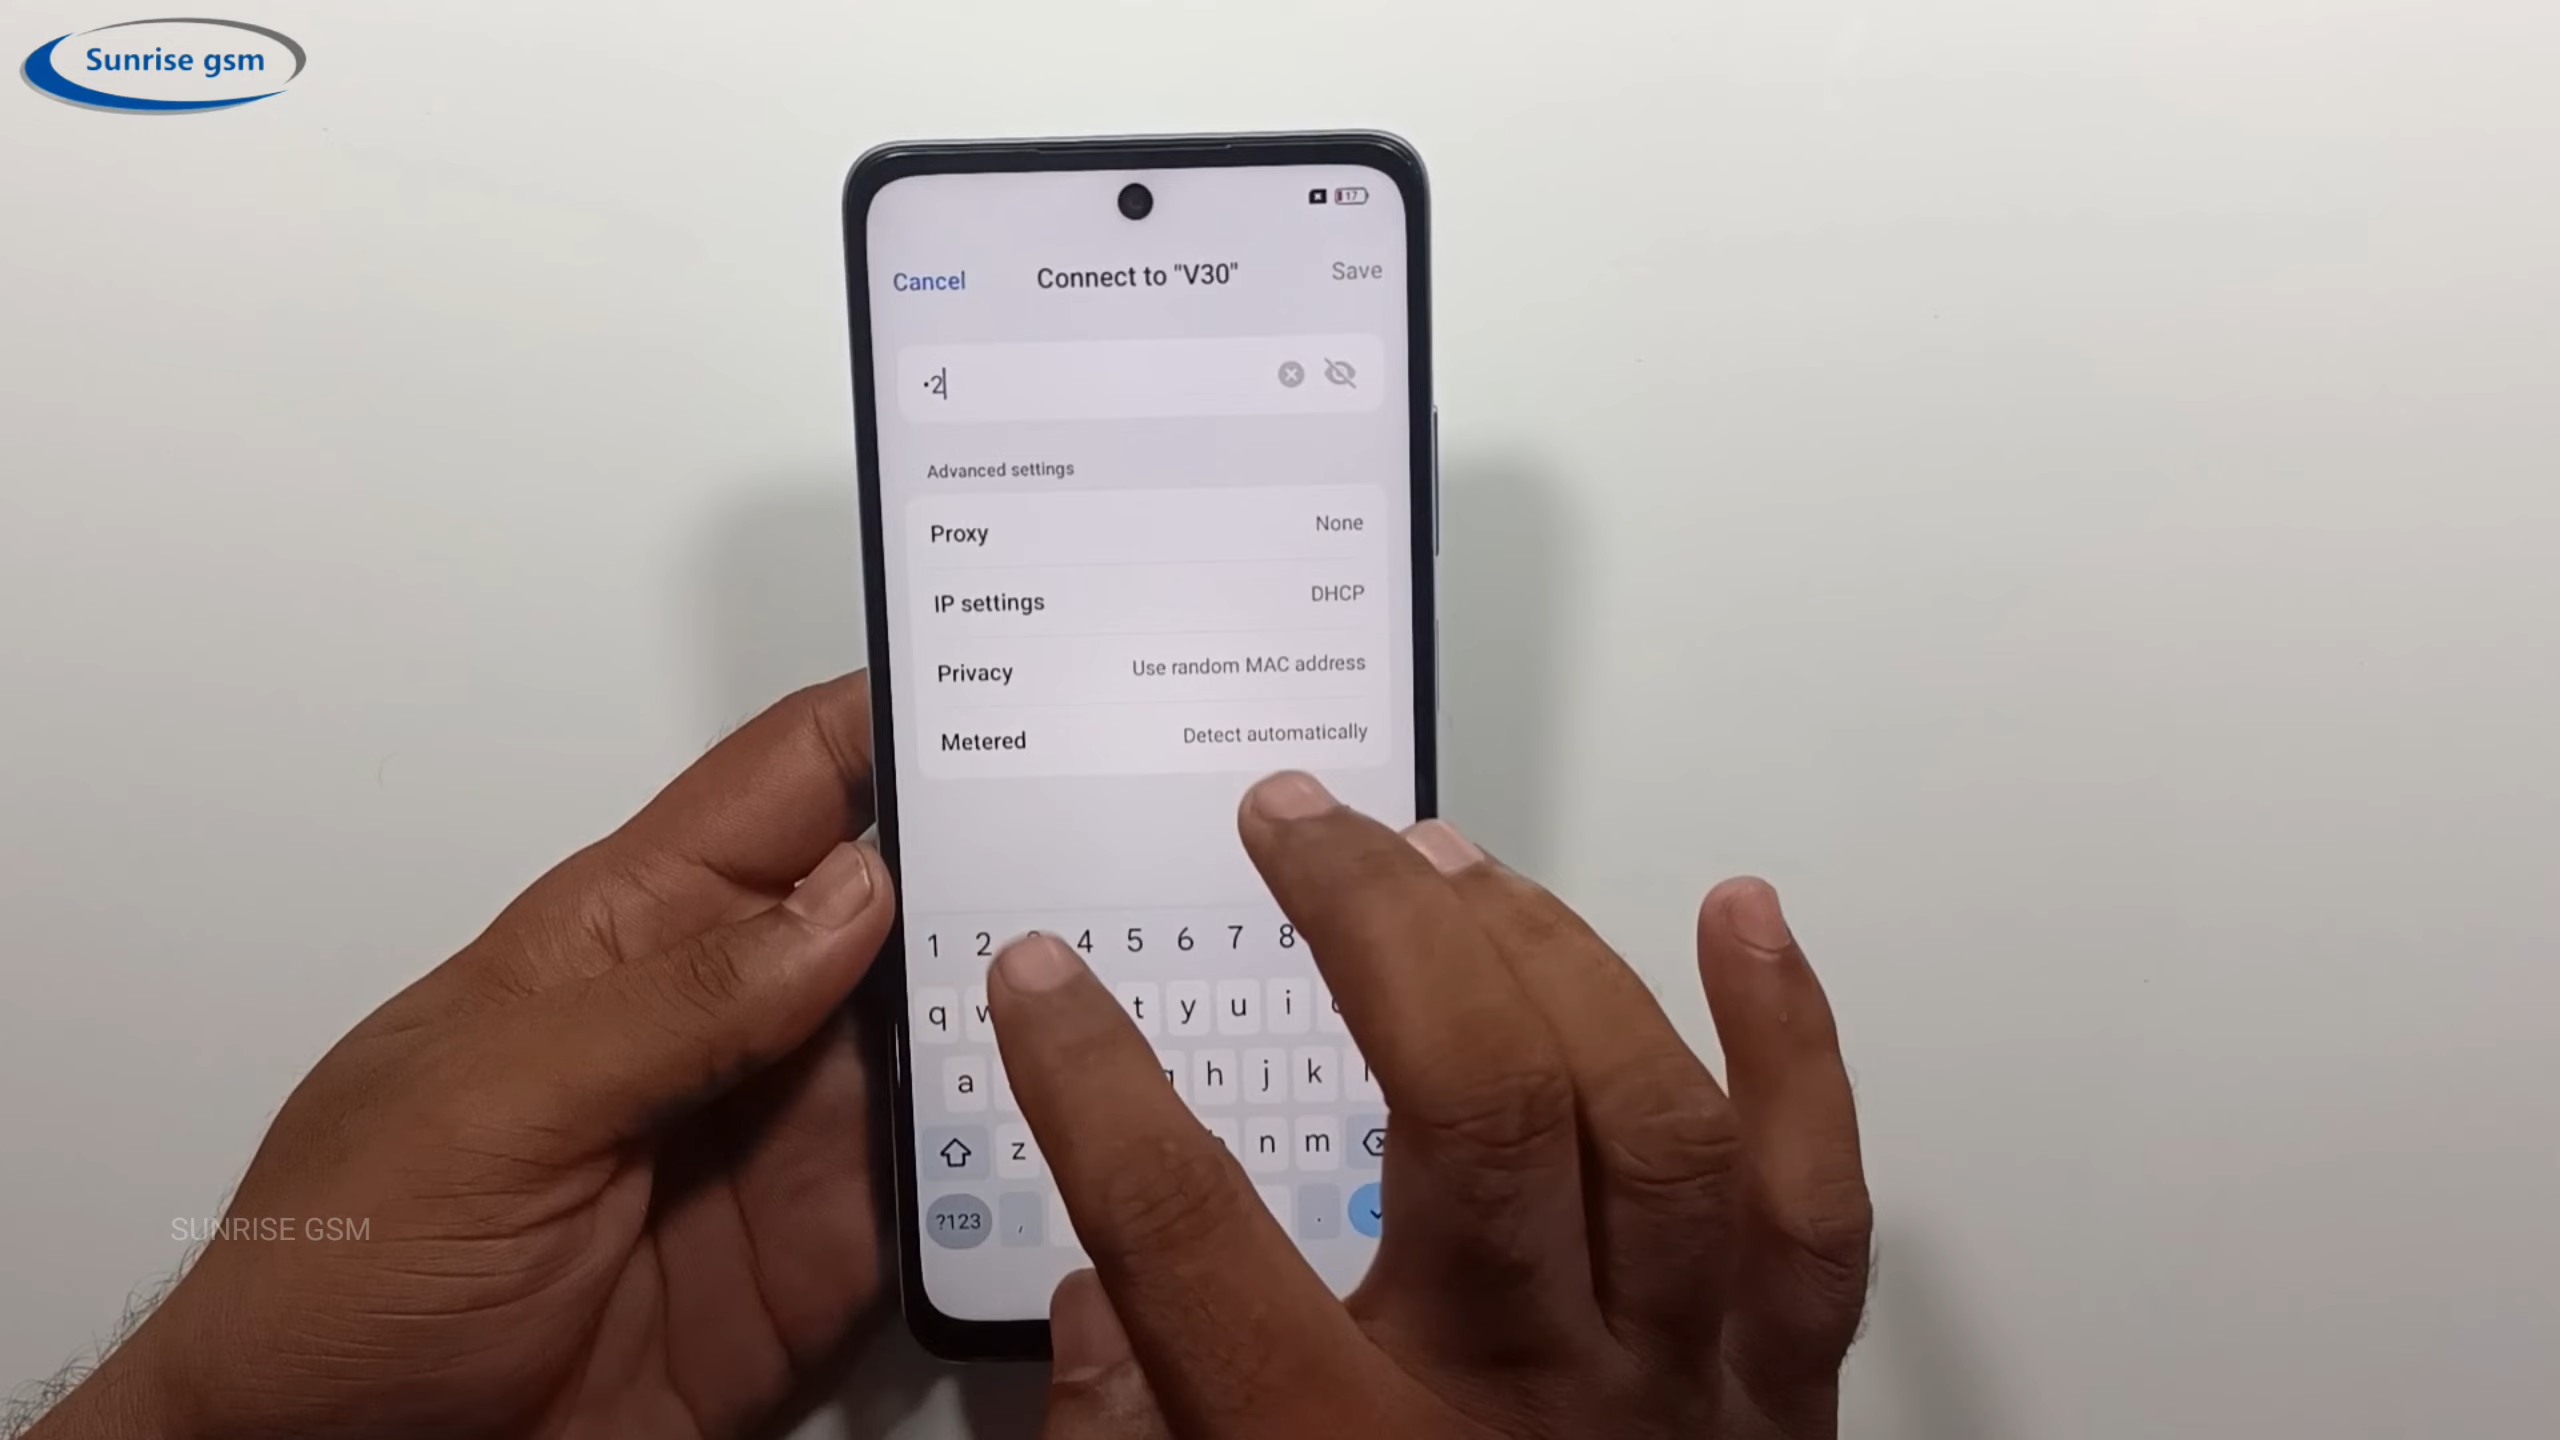 Sunrise gsm
17
Cancel
Connect to "V30"
Save
•2
Advanced settings
Proxy
None
IP settings
DHCP
Privacy
Use random MAC address
Metered
Detect automatically
1 2 4 5 6 7 8
q w t y u i
a h j k
z n m
?123 , .
SUNRISE GSM